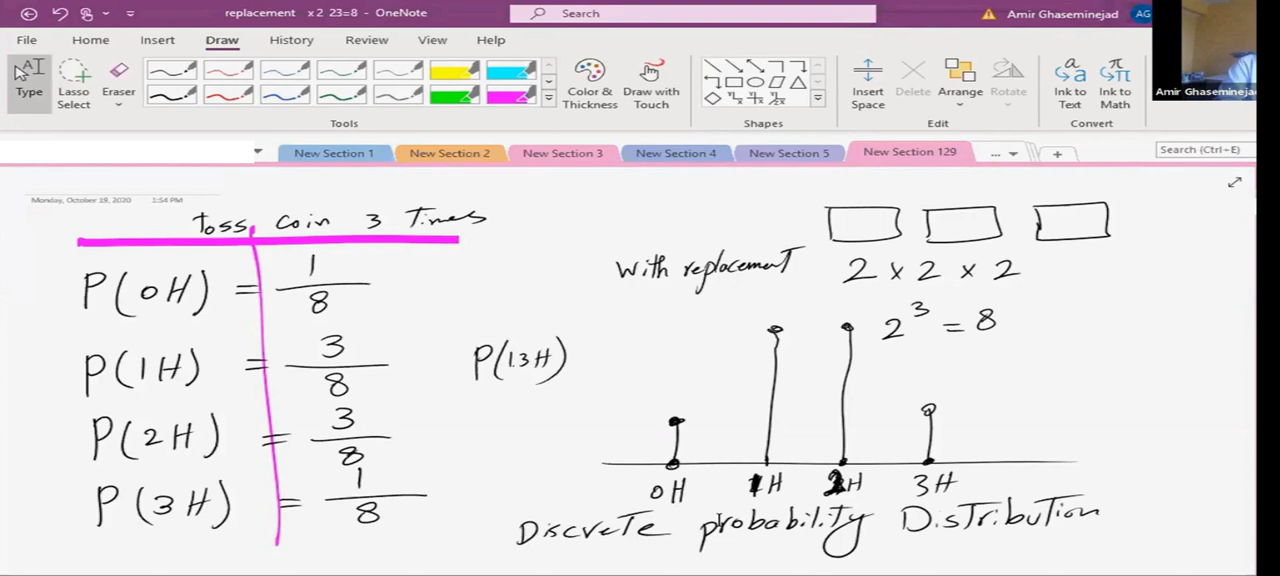 replacement x 2 23=8 - OneNote
Search
Amir Ghaseminejad AG
File Home Insert Draw History Review View Help
Type
Lasso Select
Eraser
Color & Thickness
Draw with Touch
Insert Space
Delete
Arrange
Rotate
Ink to Text
Ink to Math
Amir Ghaseminejad
Tools Shapes Edit Convert
New Section 1 New Section 2 New Section 3 New Section 4 New Section 5 New Section 129 ... + Search (Ctrl+E)
Monday, October 19, 2020 1:54 PM
toss coin 3 Times
P(0H) = 1/8
P(1H) = 3/8
P(2H) = 3/8
P(3H) = 1/8
With replacement 2 x 2 x 2
2^3 = 8
P(1.3H)
0H 1H 2H 3H
Discrete probability Distribution